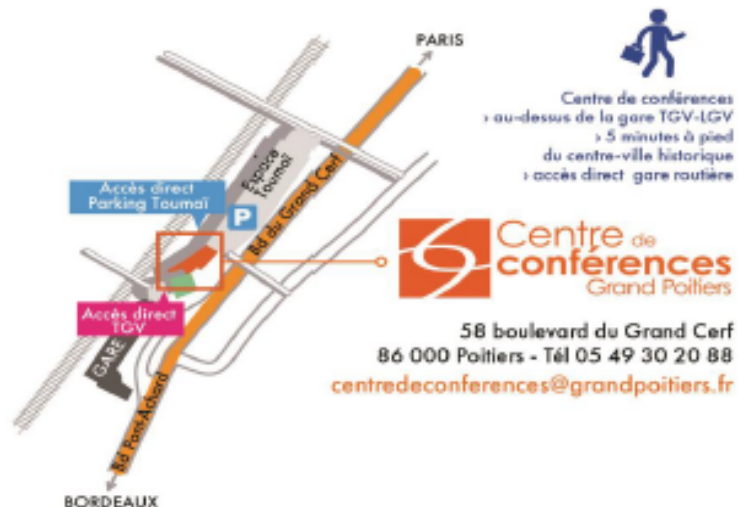 PARIS
Centre de conférences
› au-dessus de la gare TGV-LGV
› 5 minutes à pied
du centre-ville historique
› accès direct gare routière
Espace
Toumaï
Accès direct
Parking Toumaï
P
Bd du Grand Cerf
Centre de
conférences
Grand Poitiers
Accès direct
TGV
GARE
58 boulevard du Grand Cerf
86 000 Poitiers - Tél 05 49 30 20 88
centredeconferences@grandpoitiers.fr
Bd Pont-Achard
BORDEAUX